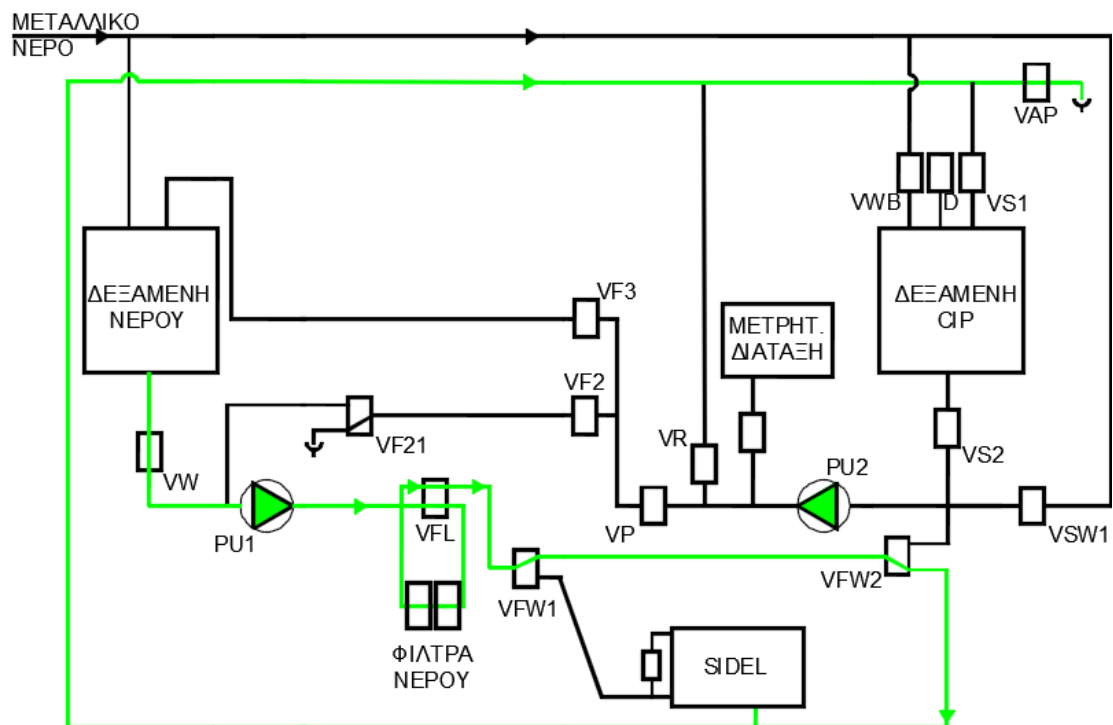 ΜΕΤΑΛΛΙΚΟ
ΝΕΡΟ
VAP
VWB
D
VS1
ΔΕΞΑΜΕΝΗ
ΝΕΡΟΥ
VF3
ΜΕΤΡΗΤ.
ΔΙΑΤΑΞΗ
ΔΕΞΑΜΕΝΗ
CIP
VF2
VF21
VR
VS2
VW
PU2
PU1
VFL
VP
VSW1
VFW1
VFW2
ΦΙΛΤΡΑ
ΝΕΡΟΥ
SIDEL